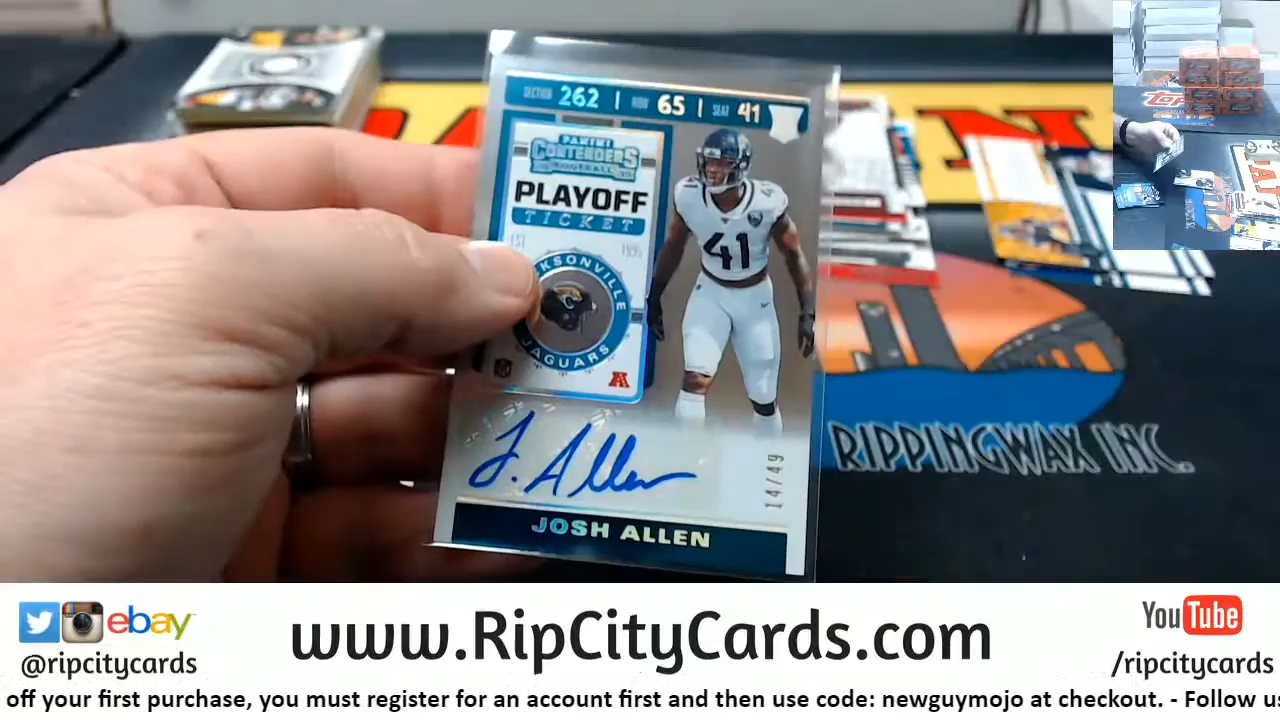 SECTION 262 | ROW 65 | SEAT 41
PANINI
CONTENDERS
FOOTBALL
PLAYOFF
TICKET
EST 1995
JACKSONVILLE
JAGUARS
41
41
J. Allen
14/49
JOSH ALLEN
RIPPINGWAX INC.
ebay
@ripcitycards
www.RipCityCards.com
YouTube
/ripcitycards
off your first purchase, you must register for an account first and then use code: newguymojo at checkout. - Follow us